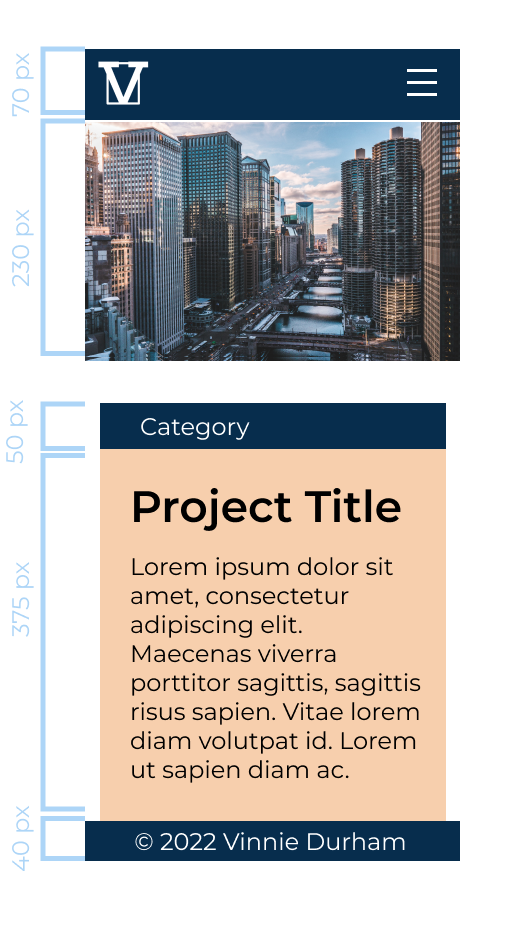 70 px
V
230 px
50 px
Category
375 px
Project Title
Lorem ipsum dolor sit
amet, consectetur
adipiscing elit.
Maecenas viverra
porttitor sagittis, sagittis
risus sapien. Vitae lorem
diam volutpat id. Lorem
ut sapien diam ac.
40 px
© 2022 Vinnie Durham